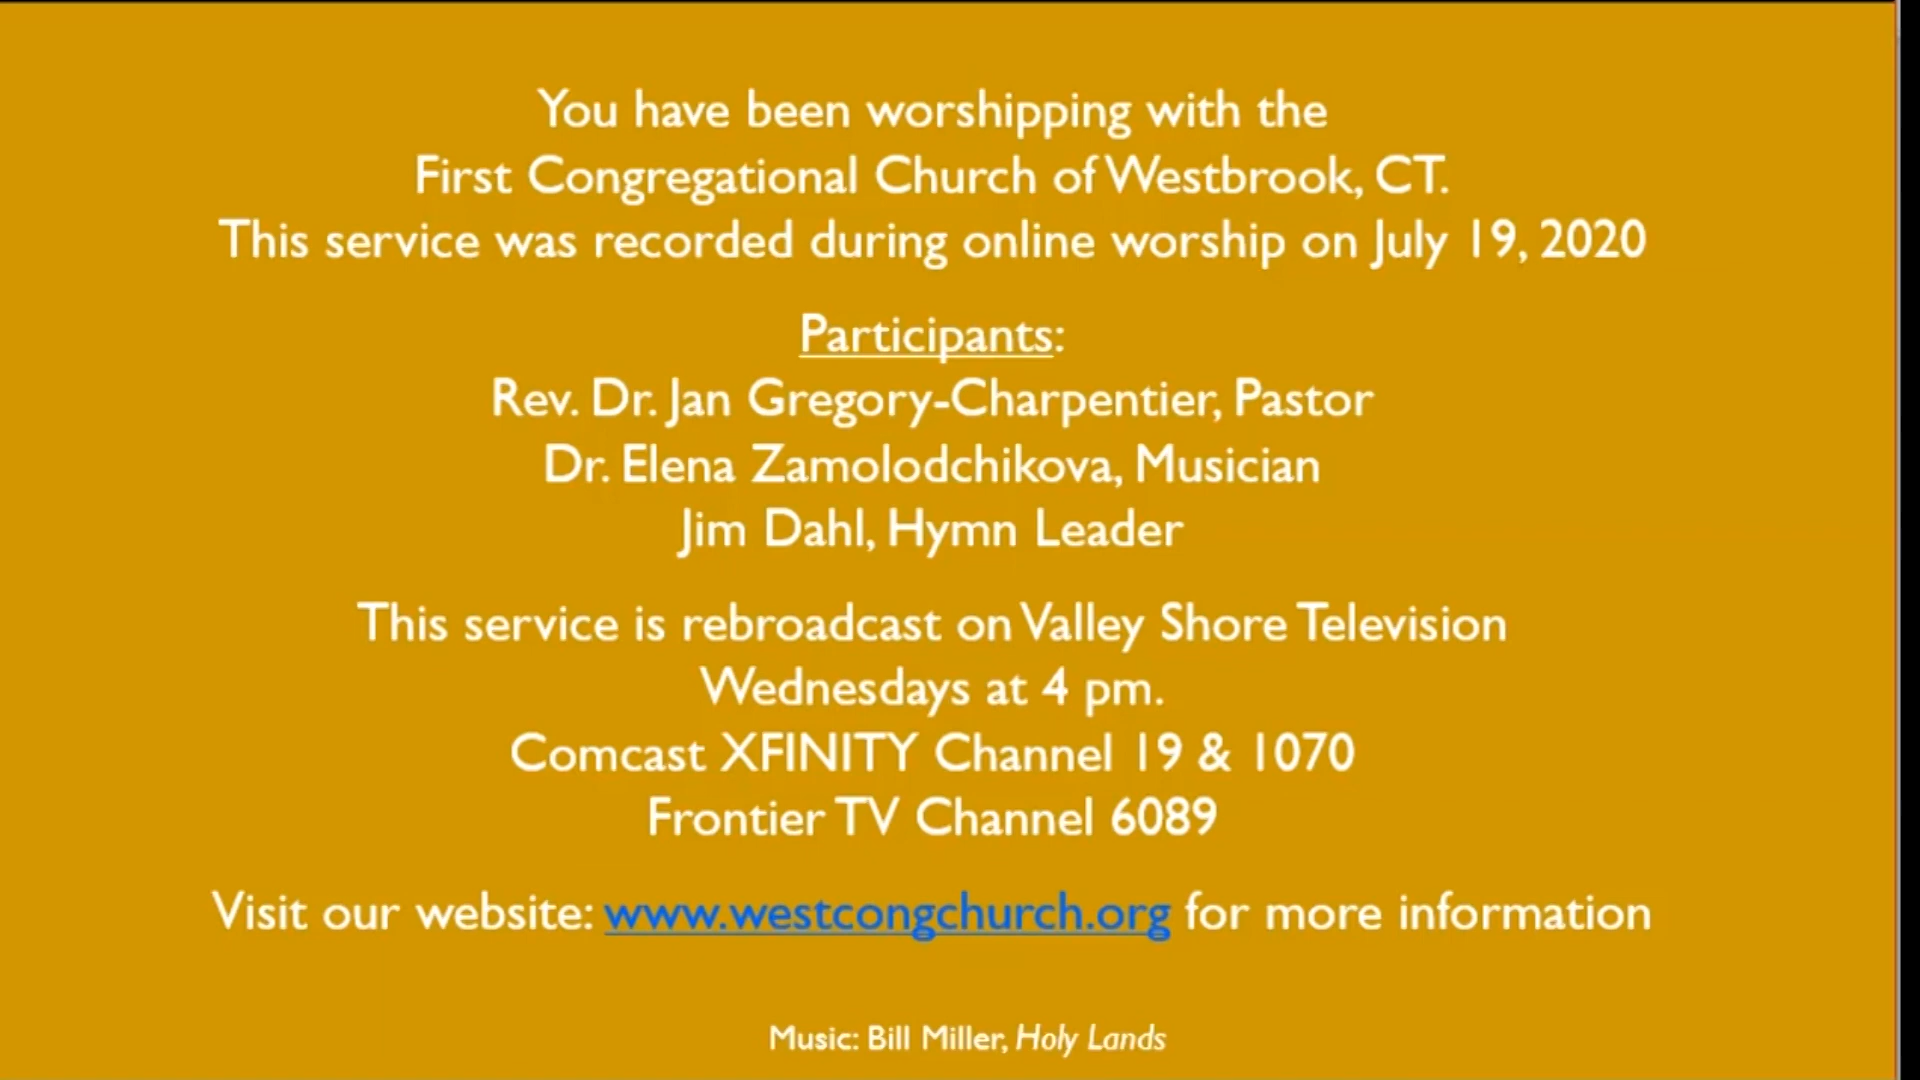 You have been worshipping with the
First Congregational Church of Westbrook, CT.
This service was recorded during online worship on July 19, 2020
Participants:
Rev. Dr. Jan Gregory-Charpentier, Pastor
Dr. Elena Zamolodchikova, Musician
Jim Dahl, Hymn Leader
This service is rebroadcast on Valley Shore Television
Wednesdays at 4 pm.
Comcast XFINITY Channel 19 & 1070
Frontier TV Channel 6089
Visit our website: www.westcongchurch.org for more information
Music: Bill Miller, Holy Lands